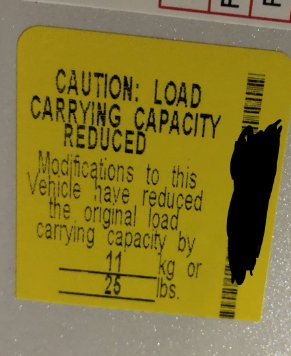 CAUTION: LOAD
CARRYING CAPACITY
REDUCED
Modifications to this
Vehicle have reduced
the original load
carrying capacity by
11 kg or
25 lbs.